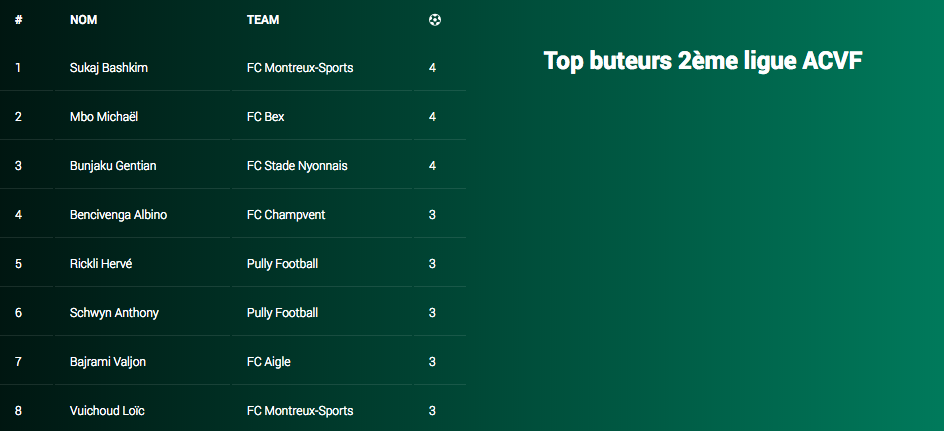 # NOM TEAM
1 Sukaj Bashkim FC Montreux-Sports 4
2 Mbo Michaël FC Bex 4
3 Bunjaku Gentian FC Stade Nyonnais 4
4 Bencivenga Albino FC Champvent 3
5 Rickli Hervé Pully Football 3
6 Schwyn Anthony Pully Football 3
7 Bajrami Valjon FC Aigle 3
8 Vuichoud Loïc FC Montreux-Sports 3
Top buteurs 2ème ligue ACVF